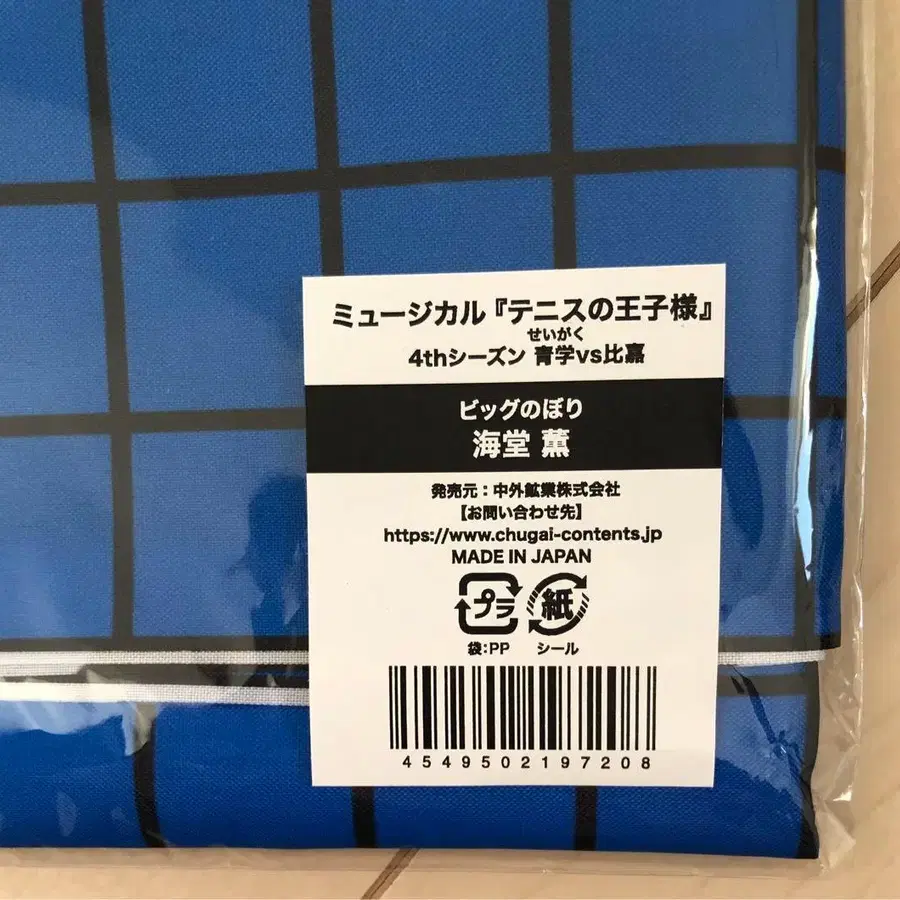 ミュージカル『テニスの王子様』
せいがく
4thシーズン 青学vs比嘉
ビッグのぼり
海堂 薫
発売元：中外鉱業株式会社
【お問い合わせ先】
https://www.chugai-contents.jp
MADE IN JAPAN
プラ 紙
袋：PP シール
4549502197208